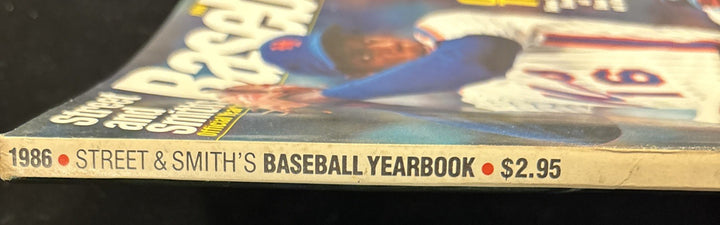 Baseb
Street
and
Smith's
16
1986 • STREET & SMITH'S BASEBALL YEARBOOK • $2.95